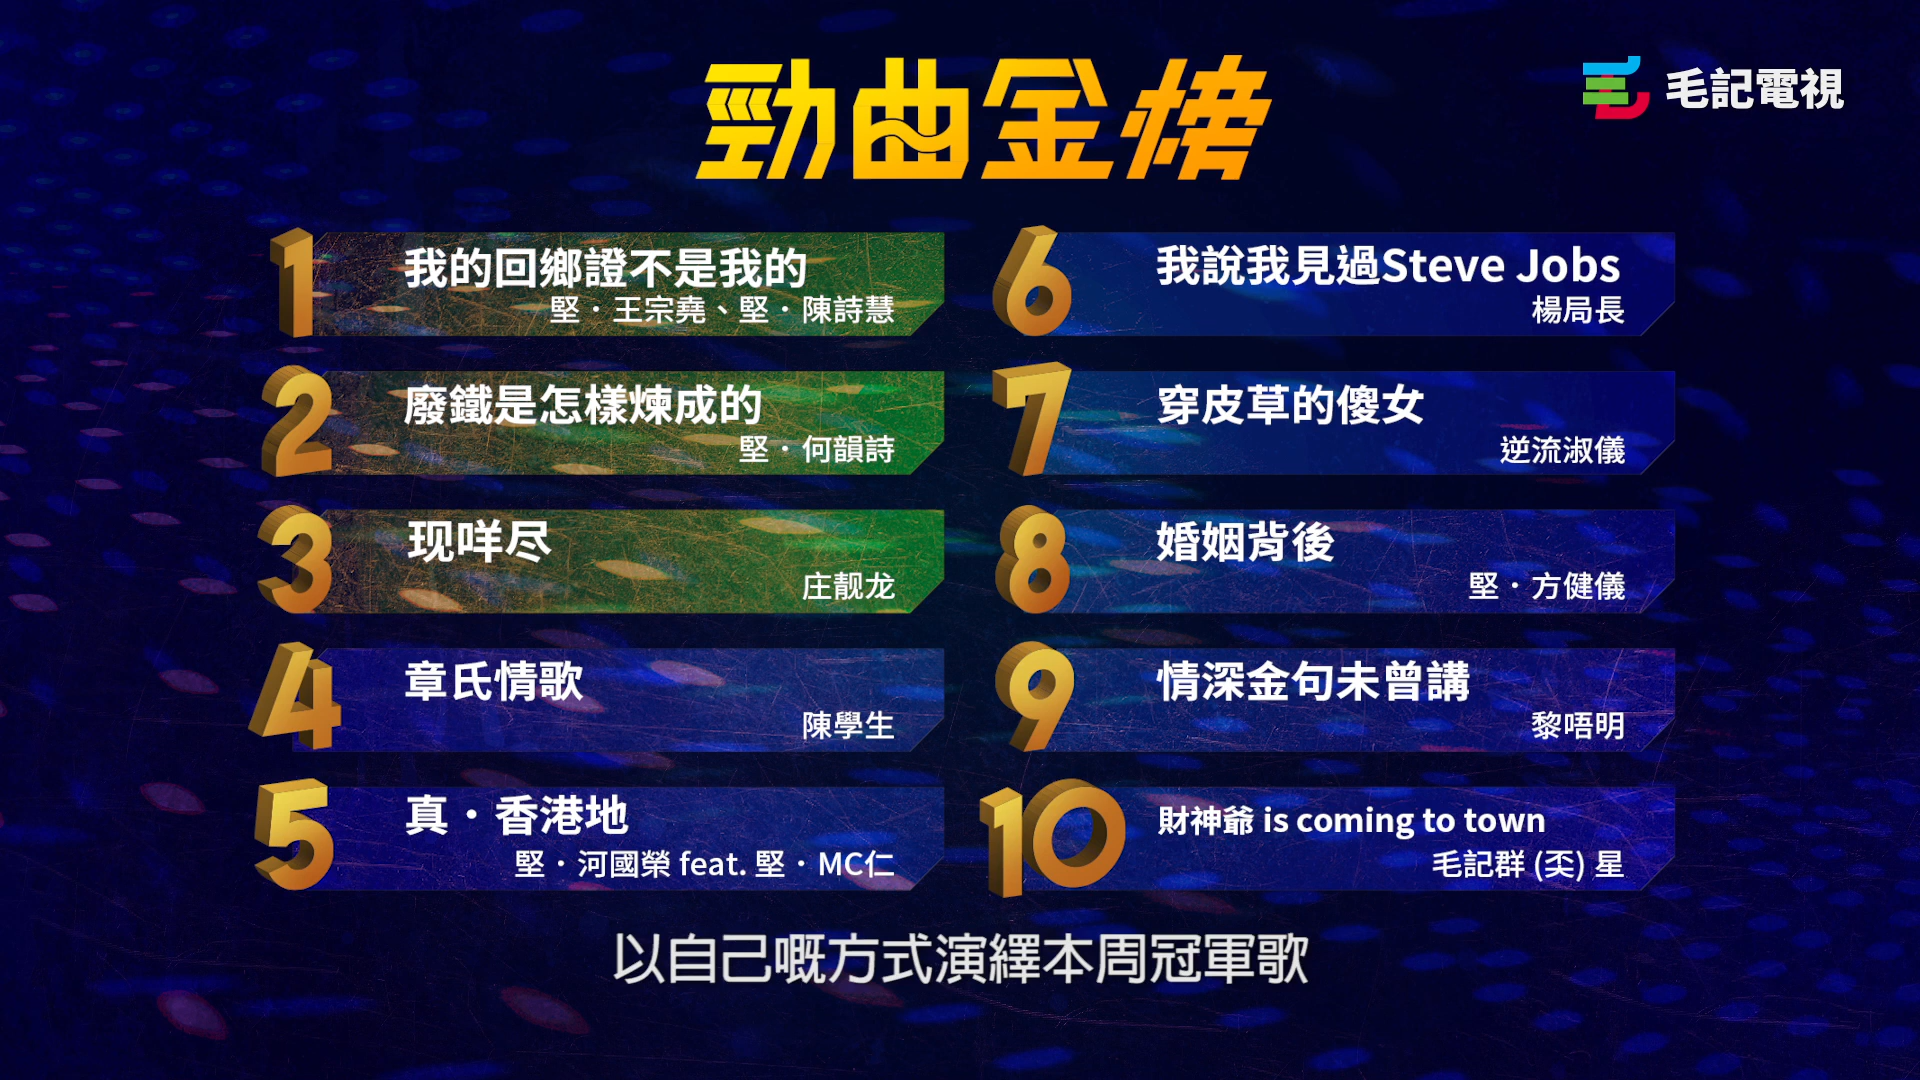 勁曲金榜
毛記電視
1
我的回鄉證不是我的
堅．王宗堯、堅．陳詩慧
2
廢鐵是怎樣煉成的
堅．何韻詩
3
现咩尽
庄靓龙
4
章氏情歌
陳學生
5
真．香港地
堅．河國榮 feat. 堅．MC仁
6
我說我見過Steve Jobs
楊局長
7
穿皮草的傻女
逆流淑儀
8
婚姻背後
堅．方健儀
9
情深金句未曾講
黎唔明
10
財神爺 is coming to town
毛記群 (奀) 星
以自己嘅方式演繹本周冠軍歌